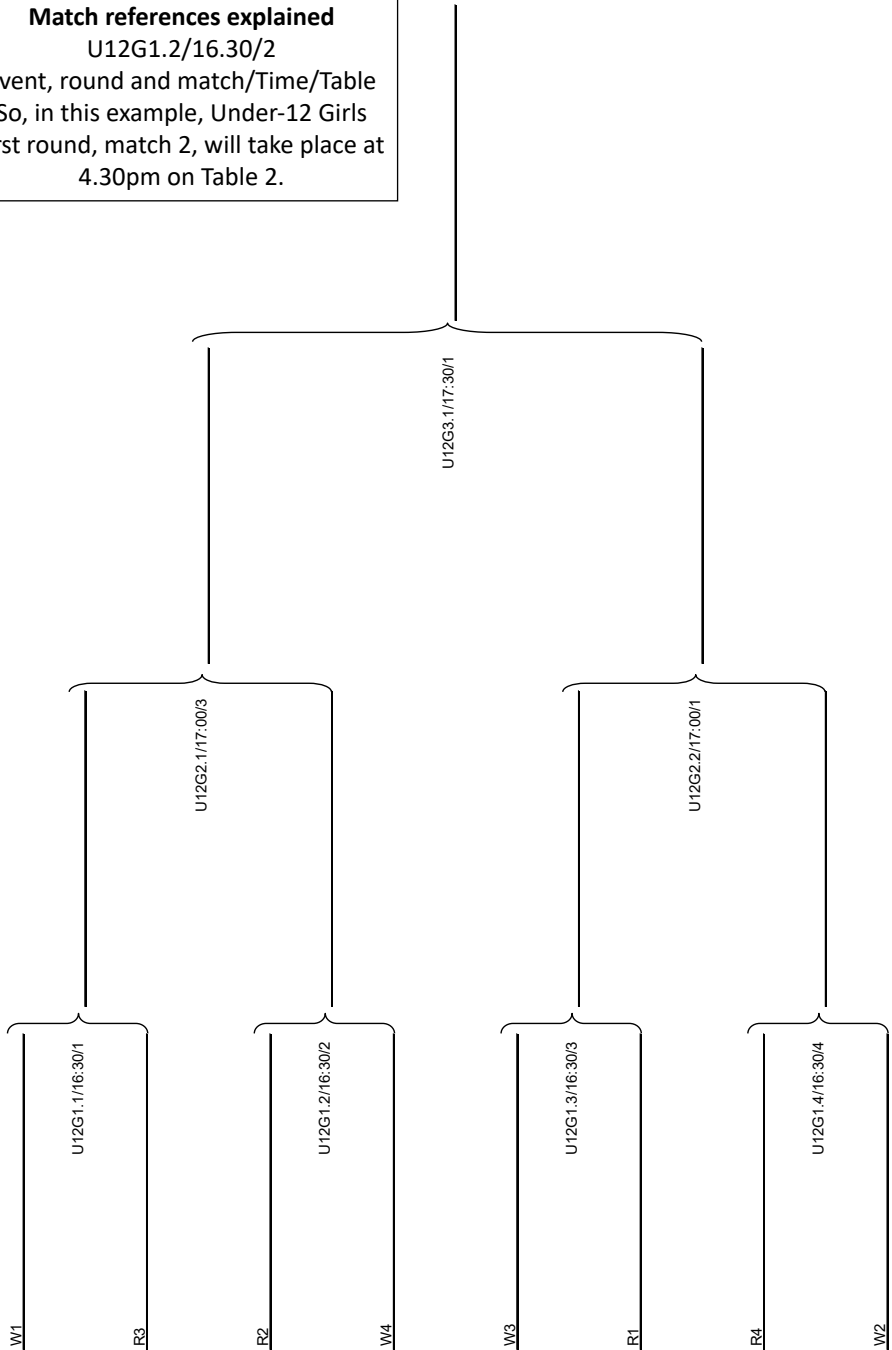 Match references explained
U12G1.2/16.30/2
vent, round and match/Time/Table
So, in this example, Under-12 Girls
rst round, match 2, will take place at
4.30pm on Table 2.
U12G3.1/17:30/1
U12G2.1/17:00/3
U12G2.2/17:00/1
U12G1.1/16:30/1
U12G1.2/16:30/2
U12G1.3/16:30/3
U12G1.4/16:30/4
W1
R3
R2
W4
W3
R1
R4
W2